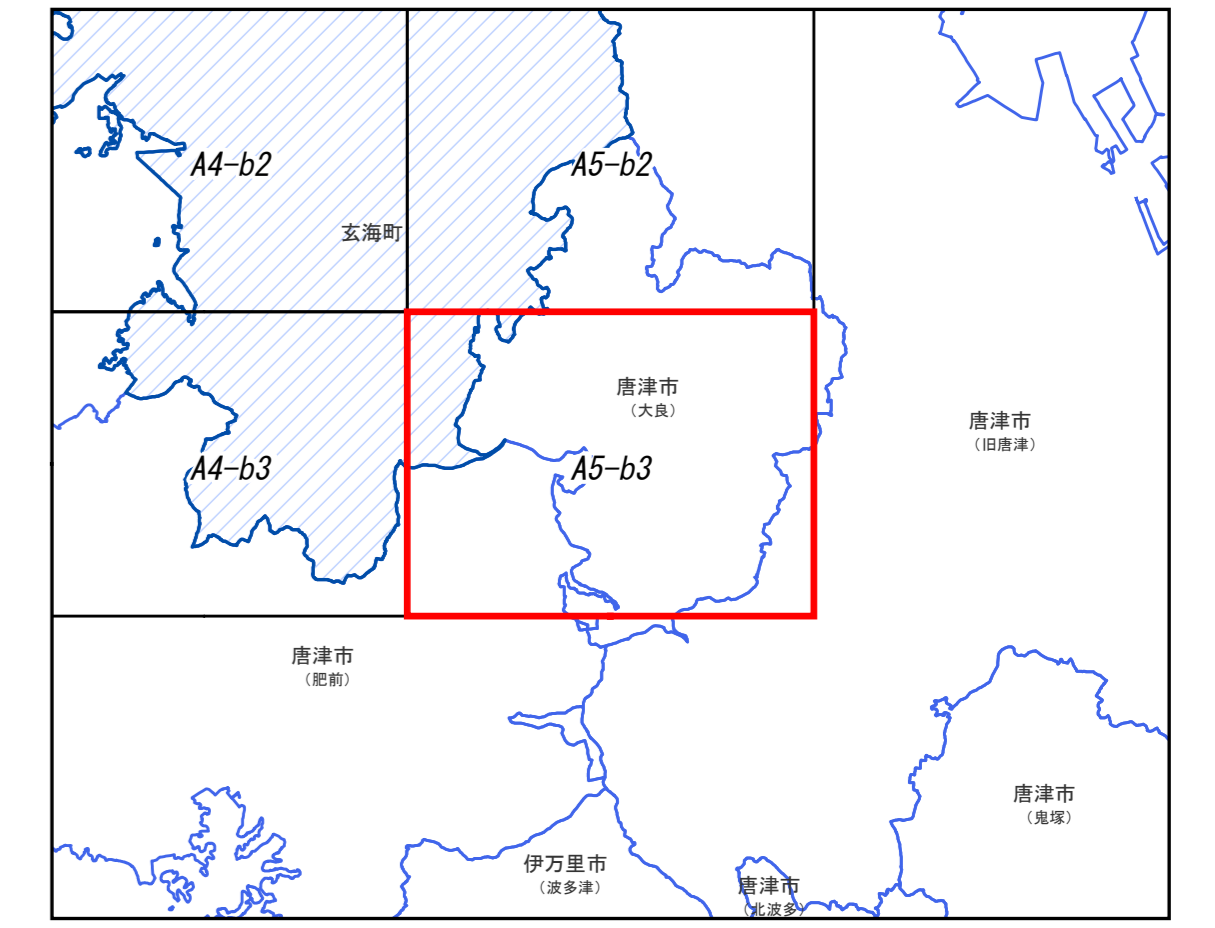 A4-b2
A5-b2
玄海町
唐津市
（大良）
唐津市
（旧唐津）
A4-b3
A5-b3
唐津市
（肥前）
唐津市
（鬼塚）
伊万里市
（波多津）
唐津市
（北波多）